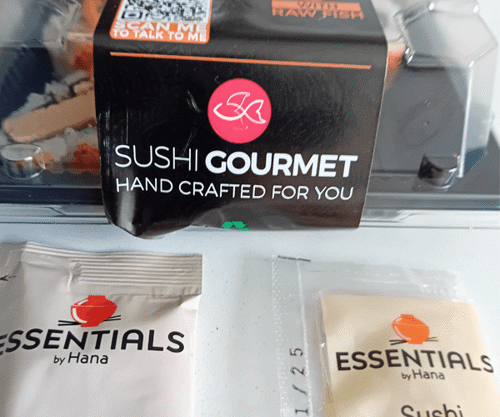 SCAN ME
TO TALK TO ME
WITH
RAW FISH
SUSHI GOURMET
HAND CRAFTED FOR YOU
ESSENTIALS
by Hana
1/25
ESSENTIALS
by Hana
Sushi